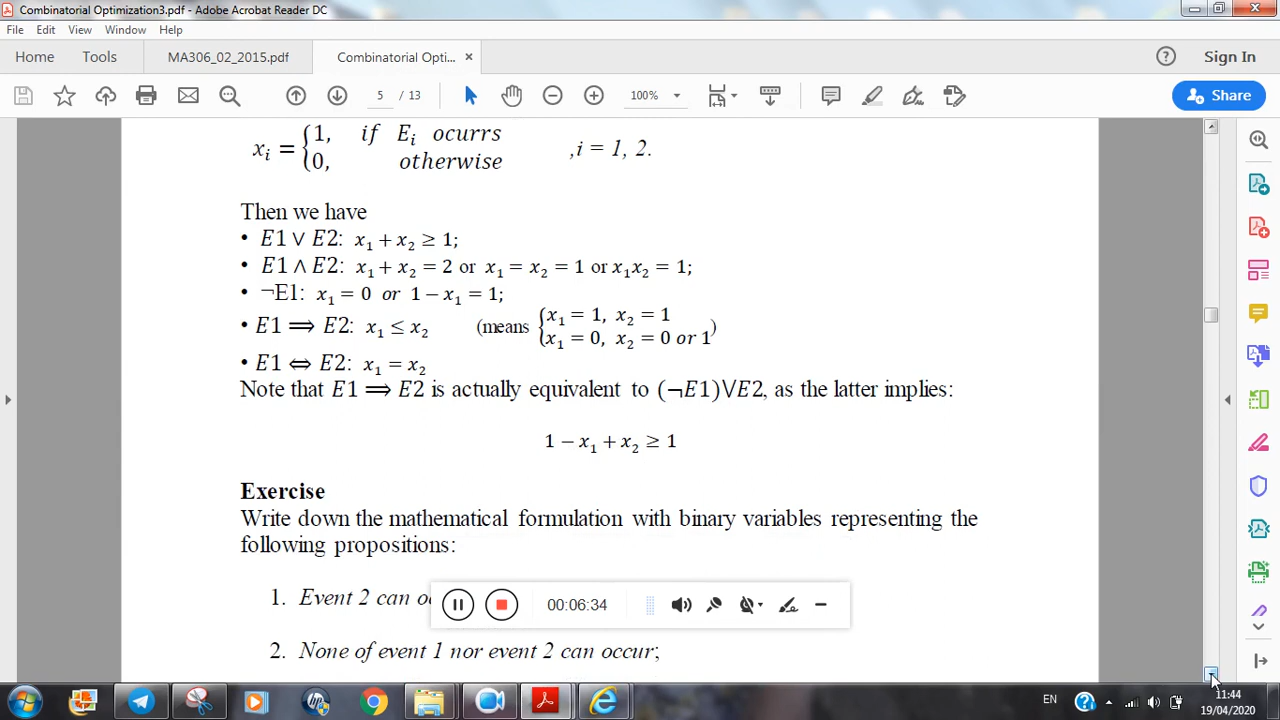 Combinatorial Optimization3.pdf - Adobe Acrobat Reader DC
File Edit View Window Help
Home Tools MA306_02_2015.pdf Combinatorial Opti... × Sign In
5 / 13 100% Share
xᵢ = {1, if Eᵢ ocurrs
0, otherwise ,i = 1, 2.
Then we have
• E1 ∨ E2: x₁ + x₂ ≥ 1;
• E1 ∧ E2: x₁ + x₂ = 2 or x₁ = x₂ = 1 or x₁x₂ = 1;
• ¬E1: x₁ = 0 or 1 − x₁ = 1;
• E1 ⟹ E2: x₁ ≤ x₂ (means {x₁ = 1, x₂ = 1
x₁ = 0, x₂ = 0 or 1)
• E1 ⇔ E2: x₁ = x₂
Note that E1 ⟹ E2 is actually equivalent to (¬E1)⋁E2, as the latter implies:
1 − x₁ + x₂ ≥ 1
Exercise
Write down the mathematical formulation with binary variables representing the
following propositions:
1. Event 2 can
00:06:34
2. None of event 1 nor event 2 can occur;
EN 11:44
19/04/2020